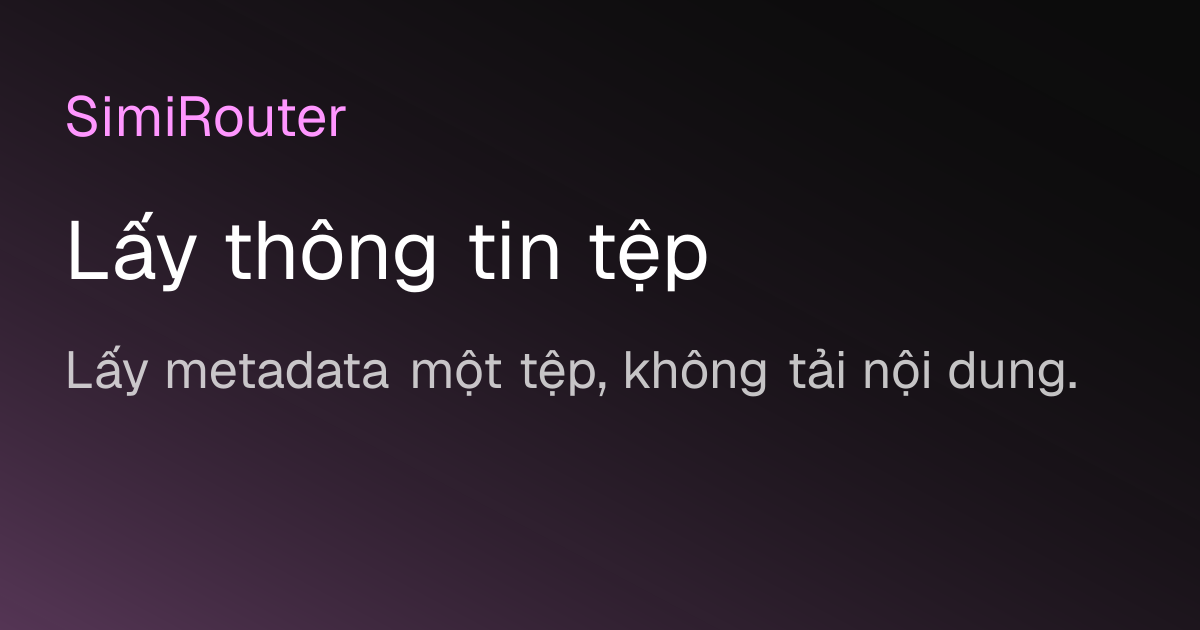 SimiRouter
Lấy thông tin tệp
Lấy metadata một tệp, không tải nội dung.